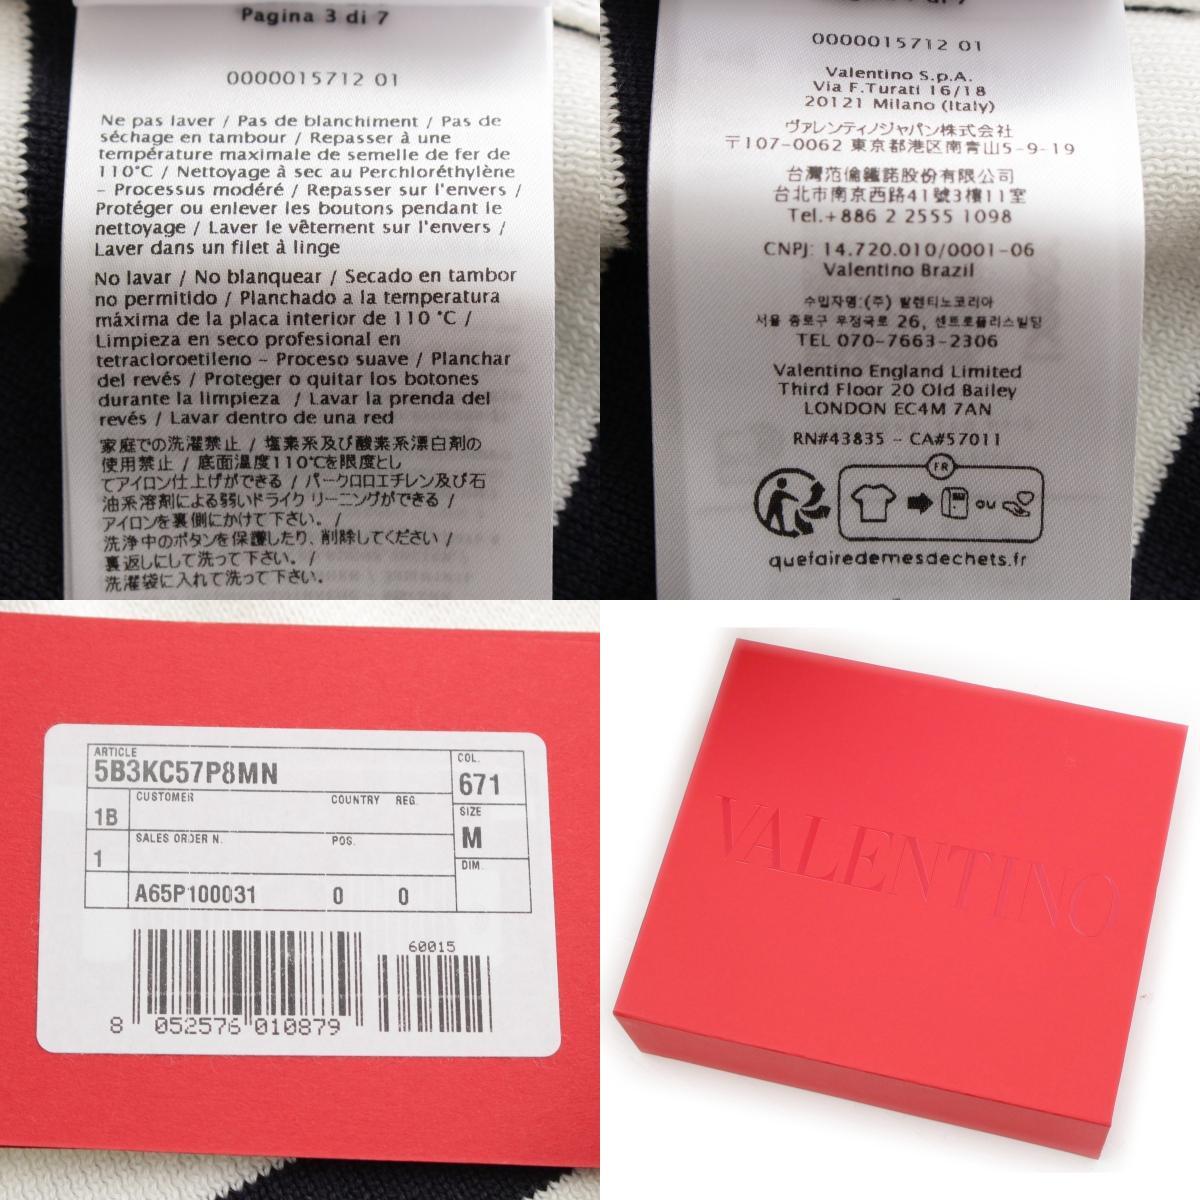 Pagina 3 di 7
0000015712 01
Ne pas laver / Pas de blanchiment / Pas de
séchage en tambour / Repasser à une
température maximale de semelle de fer de
110°C / Nettoyage à sec au Perchloréthylène
– Processus modéré / Repasser sur l'envers /
Protéger ou enlever les boutons pendant le
nettoyage / Laver le vêtement sur l'envers /
Laver dans un filet à linge
No lavar / No blanquear / Secado en tambor
no permitido / Planchado a la temperatura
máxima de la placa interior de 110 °C /
Limpieza en seco profesional en
tetracloroetileno – Proceso suave / Planchar
del revés / Proteger o quitar los botones
durante la limpieza / Lavar la prenda del
revés / Lavar dentro de una red
家庭での洗濯禁止 / 塩素系及び酸素系漂白剤の
使用禁止 / 底面温度110℃を限度とし
てアイロン仕上げができる / パークロロエチレン及び石
油系溶剤による弱いドライクリーニングができる /
アイロンを裏側にかけて下さい。 /
洗浄中のボタンを保護したり、削除してください /
裏返しにして洗って下さい。 /
洗濯袋に入れて洗って下さい。
0000015712 01
Valentino S.p.A.
Via F.Turati 16/18
20121 Milano (Italy)
ヴァレンティノジャパン株式会社
〒107-0062 東京都港区南青山5-9-19
台灣范倫鐵諾股份有限公司
台北市南京西路41號3樓11室
Tel.+886 2 2555 1098
CNPJ: 14.720.010/0001-06
Valentino Brazil
수입자명:(주) 발렌티노코리아
서울 종로구 우정국로 26, 센트로폴리스빌딩
TEL 070-7663-2306
Valentino England Limited
Third Floor 20 Old Bailey
LONDON EC4M 7AN
RN#43835 – CA#57011
FR
ou
quefairedemesdechets.fr
ARTICLE
5B3KC57P8MN
COL.
671
1B
CUSTOMER
COUNTRY
REG.
SIZE
M
1
SALES ORDER N.
POS.
DIM.
A65P100031
0
0
60015
8 052576 010879
VALENTINO